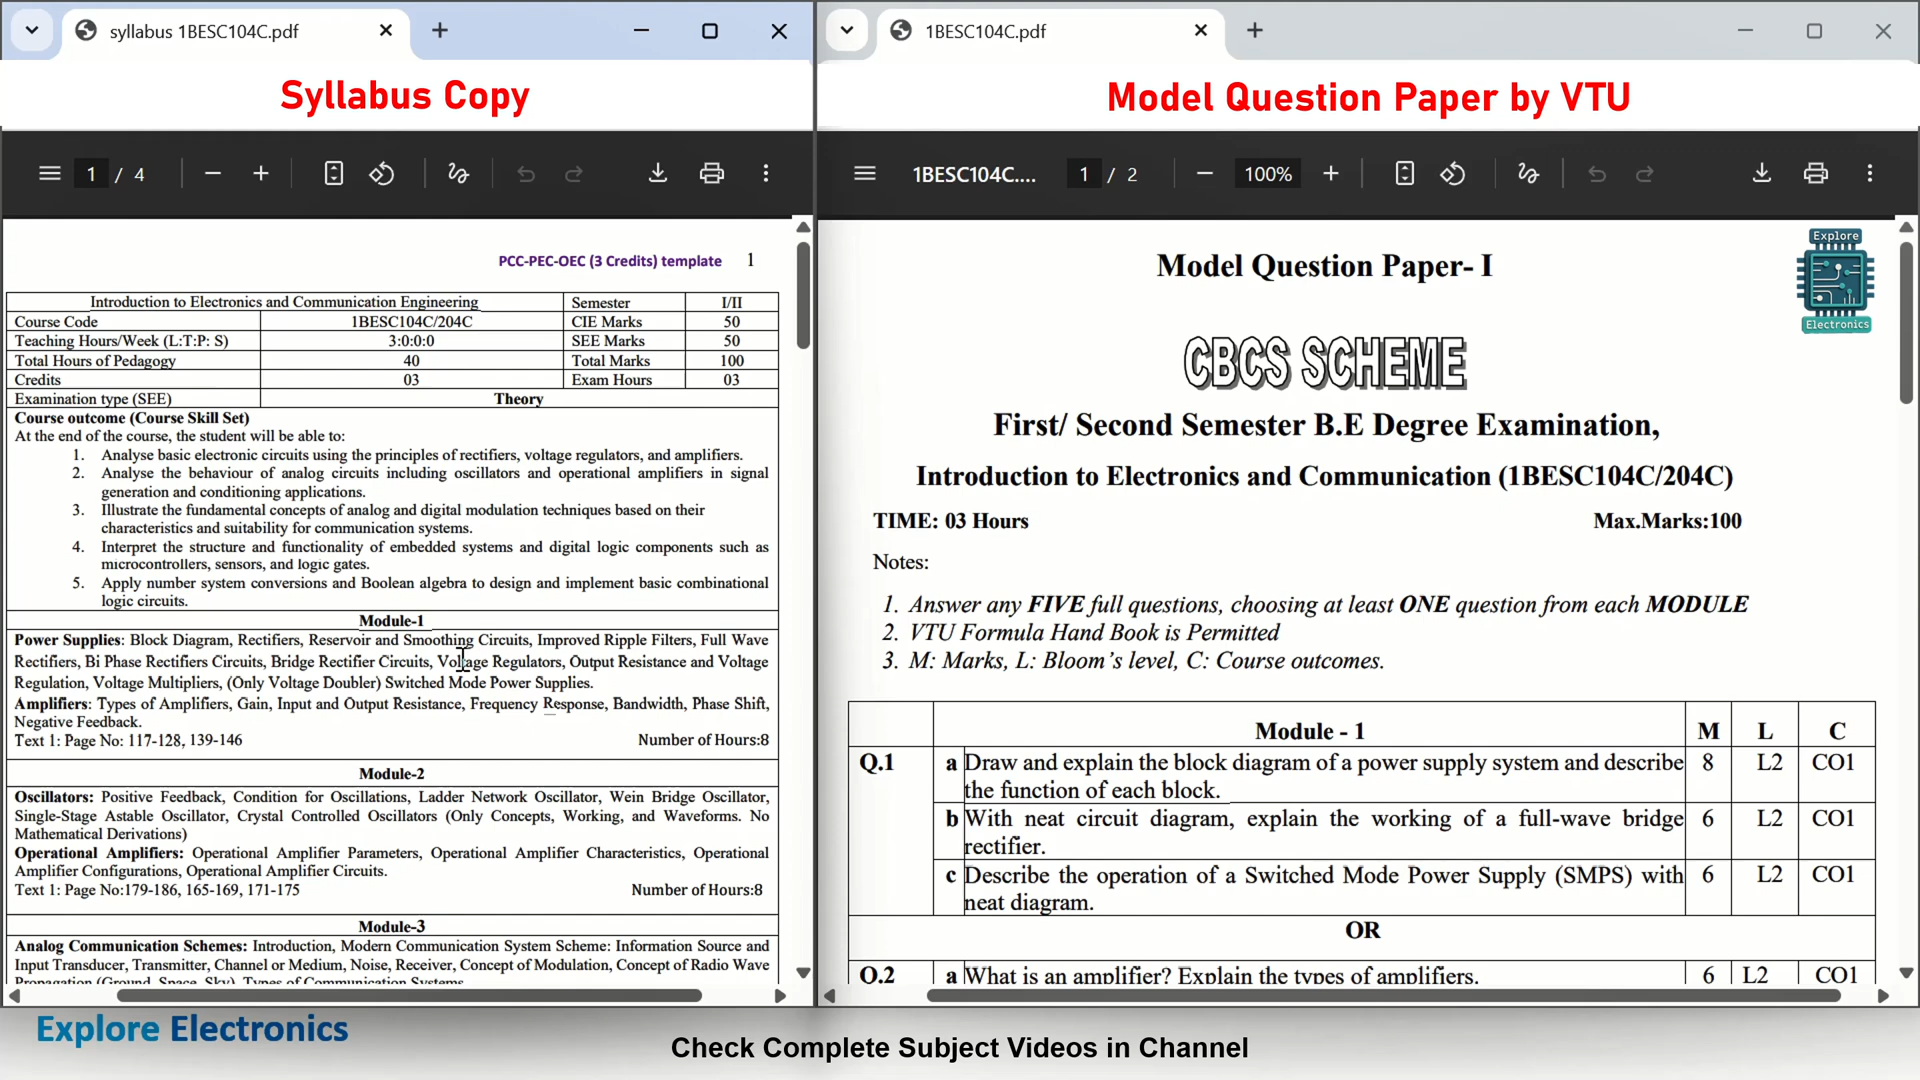 syllabus 1BESC104C.pdf
Syllabus Copy
1 / 4
PCC-PEC-OEC (3 Credits) template 1
Introduction to Electronics and Communication Engineering Semester I/II
Course Code 1BESC104C/204C CIE Marks 50
Teaching Hours/Week (L:T:P: S) 3:0:0:0 SEE Marks 50
Total Hours of Pedagogy 40 Total Marks 100
Credits 03 Exam Hours 03
Examination type (SEE) Theory
Course outcome (Course Skill Set)
At the end of the course, the student will be able to:
1. Analyse basic electronic circuits using the principles of rectifiers, voltage regulators, and amplifiers.
2. Analyse the behaviour of analog circuits including oscillators and operational amplifiers in signal
generation and conditioning applications.
3. Illustrate the fundamental concepts of analog and digital modulation techniques based on their
characteristics and suitability for communication systems.
4. Interpret the structure and functionality of embedded systems and digital logic components such as
microcontrollers, sensors, and logic gates.
5. Apply number system conversions and Boolean algebra to design and implement basic combinational
logic circuits.
Module-1
Power Supplies: Block Diagram, Rectifiers, Reservoir and Smoothing Circuits, Improved Ripple Filters, Full Wave
Rectifiers, Bi Phase Rectifiers Circuits, Bridge Rectifier Circuits, Voltage Regulators, Output Resistance and Voltage
Regulation, Voltage Multipliers, (Only Voltage Doubler) Switched Mode Power Supplies.
Amplifiers: Types of Amplifiers, Gain, Input and Output Resistance, Frequency Response, Bandwidth, Phase Shift,
Negative Feedback.
Text 1: Page No: 117-128, 139-146 Number of Hours:8
Module-2
Oscillators: Positive Feedback, Condition for Oscillations, Ladder Network Oscillator, Wein Bridge Oscillator,
Single-Stage Astable Oscillator, Crystal Controlled Oscillators (Only Concepts, Working, and Waveforms. No
Mathematical Derivations)
Operational Amplifiers: Operational Amplifier Parameters, Operational Amplifier Characteristics, Operational
Amplifier Configurations, Operational Amplifier Circuits.
Text 1: Page No:179-186, 165-169, 171-175 Number of Hours:8
Module-3
Analog Communication Schemes: Introduction, Modern Communication System Scheme: Information Source and
Input Transducer, Transmitter, Channel or Medium, Noise, Receiver, Concept of Modulation, Concept of Radio Wave
Propagation (Ground, Space, Sky), Types of Communication Systems.
1BESC104C.pdf
Model Question Paper by VTU
1BESC104C.... 1 / 2 100%
Explore
Electronics
Model Question Paper- I
CBCS SCHEME
First/ Second Semester B.E Degree Examination,
Introduction to Electronics and Communication (1BESC104C/204C)
TIME: 03 Hours Max.Marks:100
Notes:
1. Answer any FIVE full questions, choosing at least ONE question from each MODULE
2. VTU Formula Hand Book is Permitted
3. M: Marks, L: Bloom's level, C: Course outcomes.
Module - 1 M L C
Q.1 a Draw and explain the block diagram of a power supply system and describe 8 L2 CO1
the function of each block.
b With neat circuit diagram, explain the working of a full-wave bridge 6 L2 CO1
rectifier.
c Describe the operation of a Switched Mode Power Supply (SMPS) with 6 L2 CO1
neat diagram.
OR
Q.2 a What is an amplifier? Explain the types of amplifiers. 6 L2 CO1
Explore Electronics
Check Complete Subject Videos in Channel